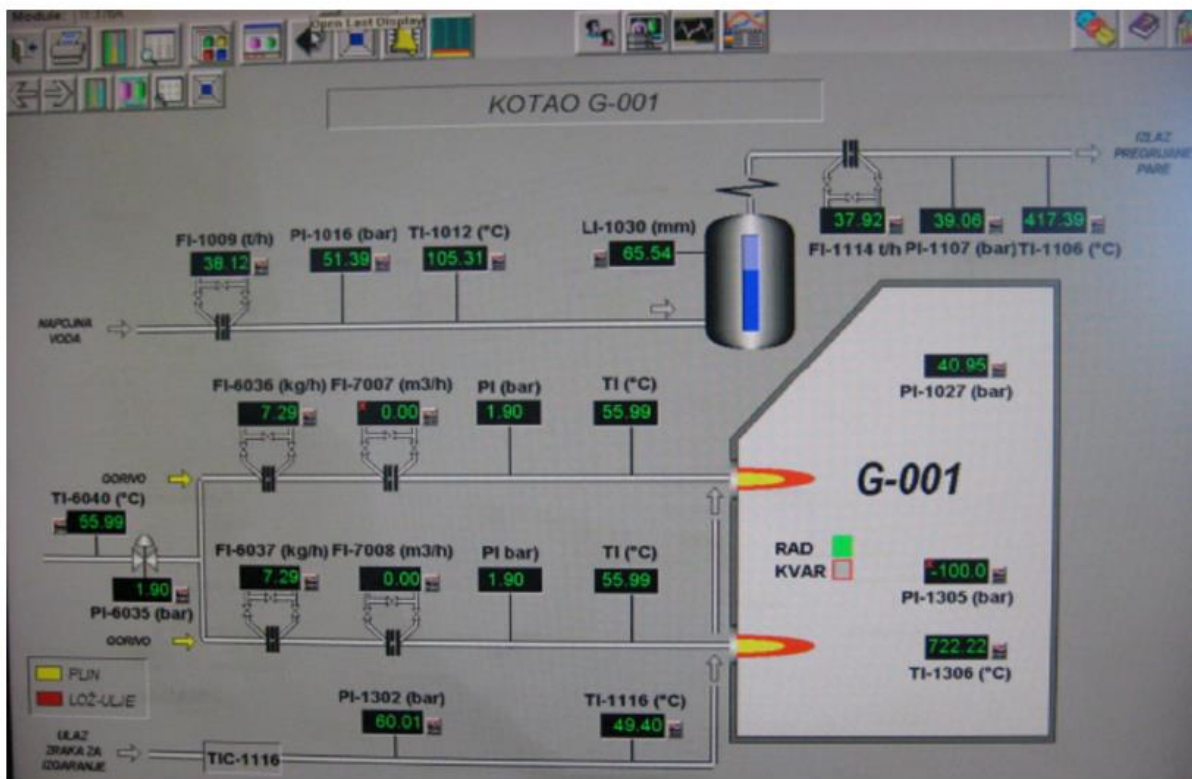 Open Last Display
KOTAO G-001
IZLAZ
PREGRIJANE
PARE
37.92
39.06
417.39
FI-1114 t/h
PI-1107 (bar)
TI-1106 (°C)
FI-1009 (t/h)
PI-1016 (bar)
TI-1012 (°C)
LI-1030 (mm)
38.12
51.39
105.31
65.54
NAPOJNA
VODA
40.95
PI-1027 (bar)
FI-6036 (kg/h)
FI-7007 (m3/h)
PI (bar)
TI (°C)
7.29
0.00
1.90
55.99
GORIVO
G-001
TI-6040 (°C)
55.99
FI-6037 (kg/h)
FI-7008 (m3/h)
PI bar)
TI (°C)
7.29
0.00
1.90
55.99
RAD
KVAR
-100.0
PI-1305 (bar)
1.90
PI-6035 (bar)
GORIVO
722.22
TI-1306 (°C)
PLIN
LOŽ-ULJE
PI-1302 (bar)
TI-1116 (°C)
60.01
49.40
ULAZ
ZRAKA ZA
IZGARANJE
TIC-1116